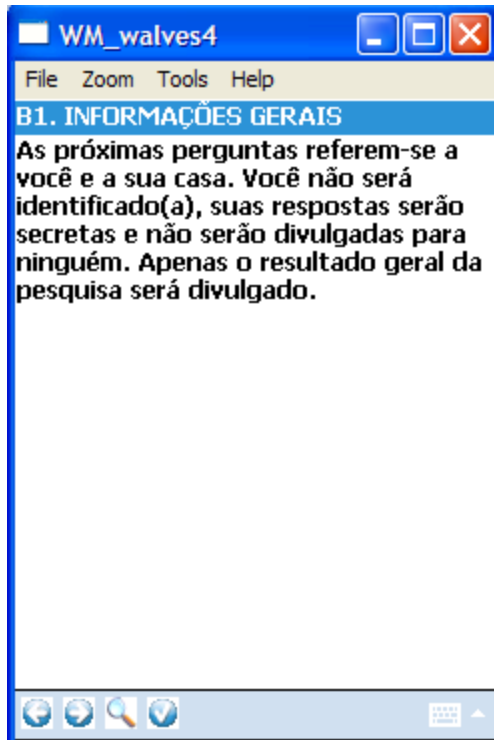 WM_walves4
File Zoom Tools Help
B1. INFORMAÇÕES GERAIS
As próximas perguntas referem-se a
você e a sua casa. Você não será
identificado(a), suas respostas serão
secretas e não serão divulgadas para
ninguém. Apenas o resultado geral da
pesquisa será divulgado.